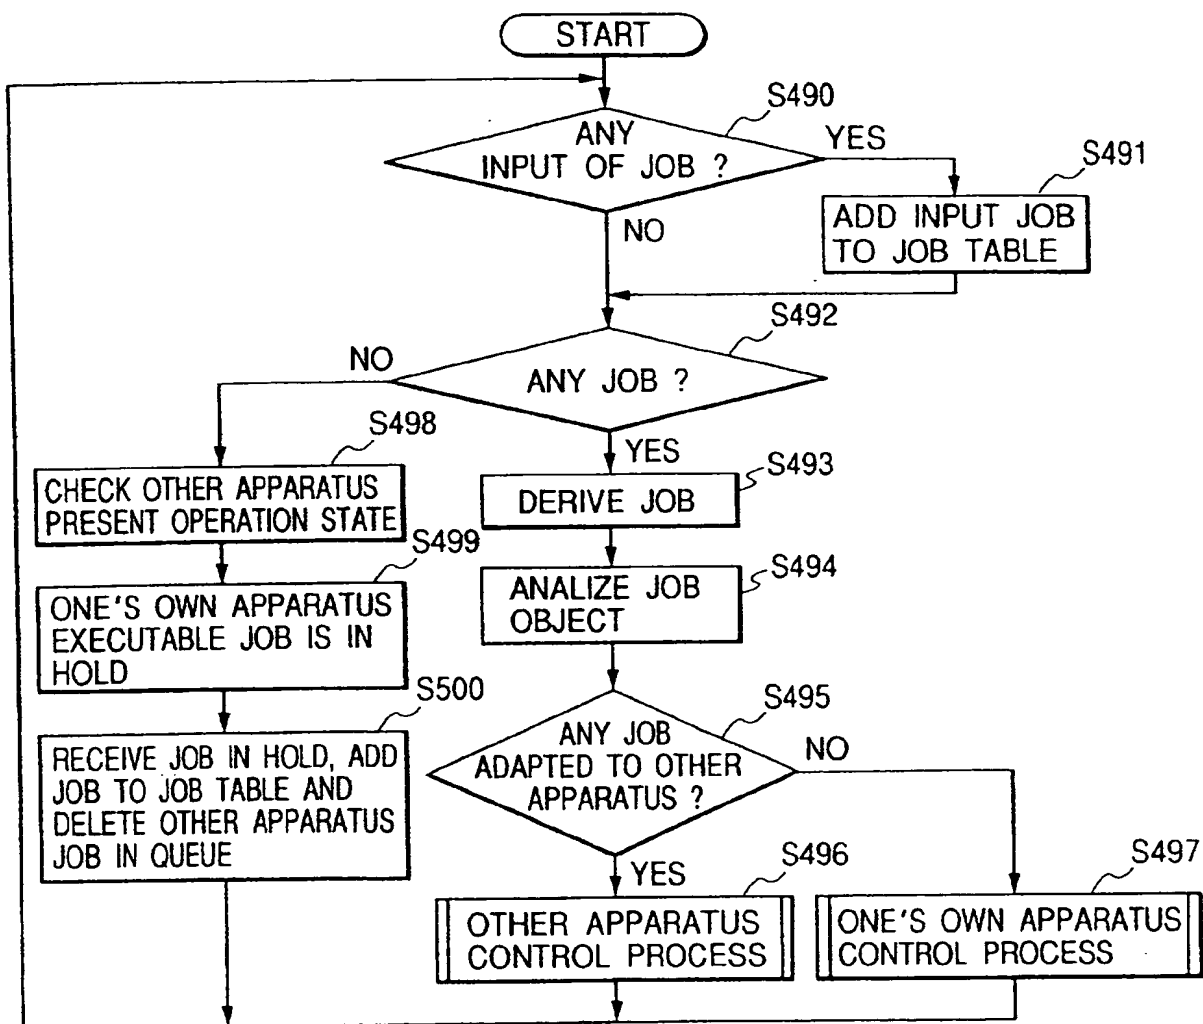 START
S490
ANY
INPUT OF JOB ?
YES
S491
ADD INPUT JOB
TO JOB TABLE
NO
S492
NO
ANY JOB ?
S498
YES
CHECK OTHER APPARATUS
PRESENT OPERATION STATE
S493
DERIVE JOB
S499
ONE'S OWN APPARATUS
EXECUTABLE JOB IS IN
HOLD
S494
ANALIZE JOB
OBJECT
S500
RECEIVE JOB IN HOLD, ADD
JOB TO JOB TABLE AND
DELETE OTHER APPARATUS
JOB IN QUEUE
S495
ANY JOB
ADAPTED TO OTHER
APPARATUS ?
NO
YES
S496
OTHER APPARATUS
CONTROL PROCESS
S497
ONE'S OWN APPARATUS
CONTROL PROCESS